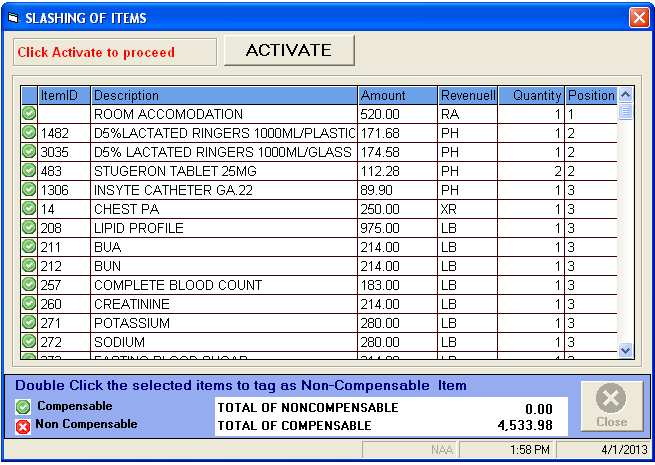 SLASHING OF ITEMS
Click Activate to proceed ACTIVATE
ItemID Description Amount RevenueII Quantity Position
ROOM ACCOMODATION 520.00 RA 1 1
1482 D5%LACTATED RINGERS 1000ML/PLASTIC 171.68 PH 1 2
3035 D5% LACTATED RINGERS 1000ML/GLASS 174.58 PH 1 2
483 STUGERON TABLET 25MG 112.28 PH 2 2
1306 INSYTE CATHETER GA.22 89.90 PH 1 3
14 CHEST PA 250.00 XR 1 3
208 LIPID PROFILE 975.00 LB 1 3
211 BUA 214.00 LB 1 3
212 BUN 214.00 LB 1 3
257 COMPLETE BLOOD COUNT 183.00 LB 1 3
260 CREATININE 214.00 LB 1 3
271 POTASSIUM 280.00 LB 1 3
272 SODIUM 280.00 LB 1 3
273 FASTING BLOOD SUGAR 214.00 LB 1 3
Double Click the selected items to tag as Non-Compensable Item
Compensable TOTAL OF NONCOMPENSABLE 0.00
Non Compensable TOTAL OF COMPENSABLE 4,533.98
Close
NAA 1:58 PM 4/1/2013